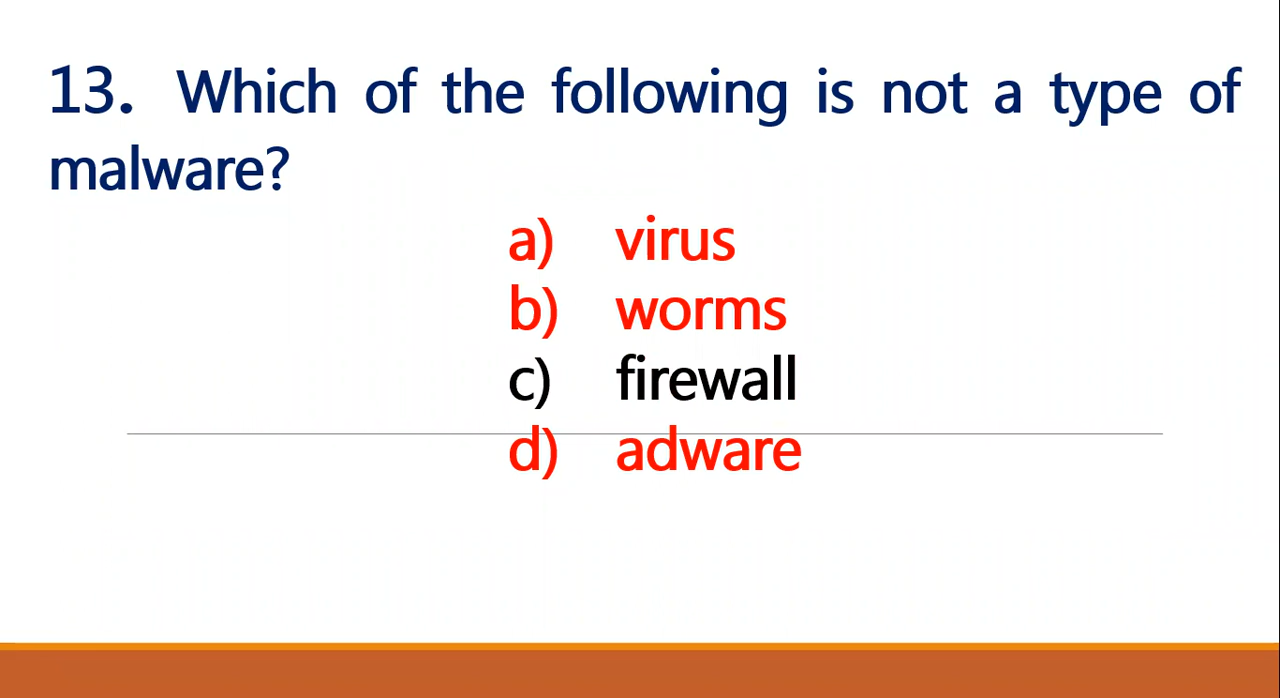 13. Which of the following is not a type of
malware?
a) virus
b) worms
c) firewall
d) adware